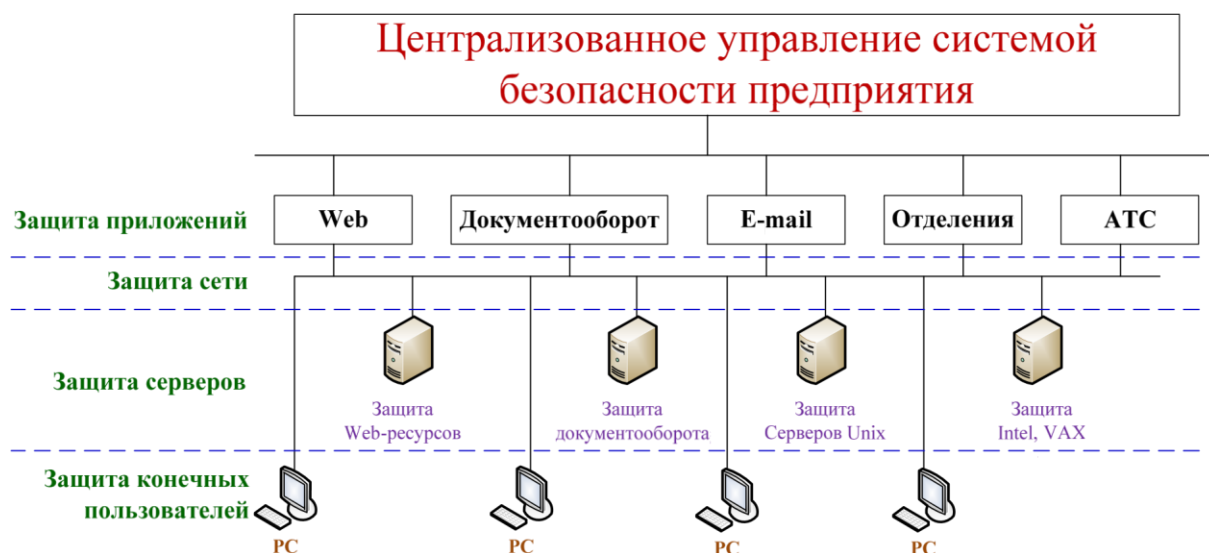 Централизованное управление системой
безопасности предприятия
Защита приложений
Web
Документооборот
E-mail
Отделения
АТС
Защита сети
Защита серверов
Защита
Web-ресурсов
Защита
документооборота
Защита
Серверов Unix
Защита
Intel, VAX
Защита конечных
пользователей
PC
PC
PC
PC